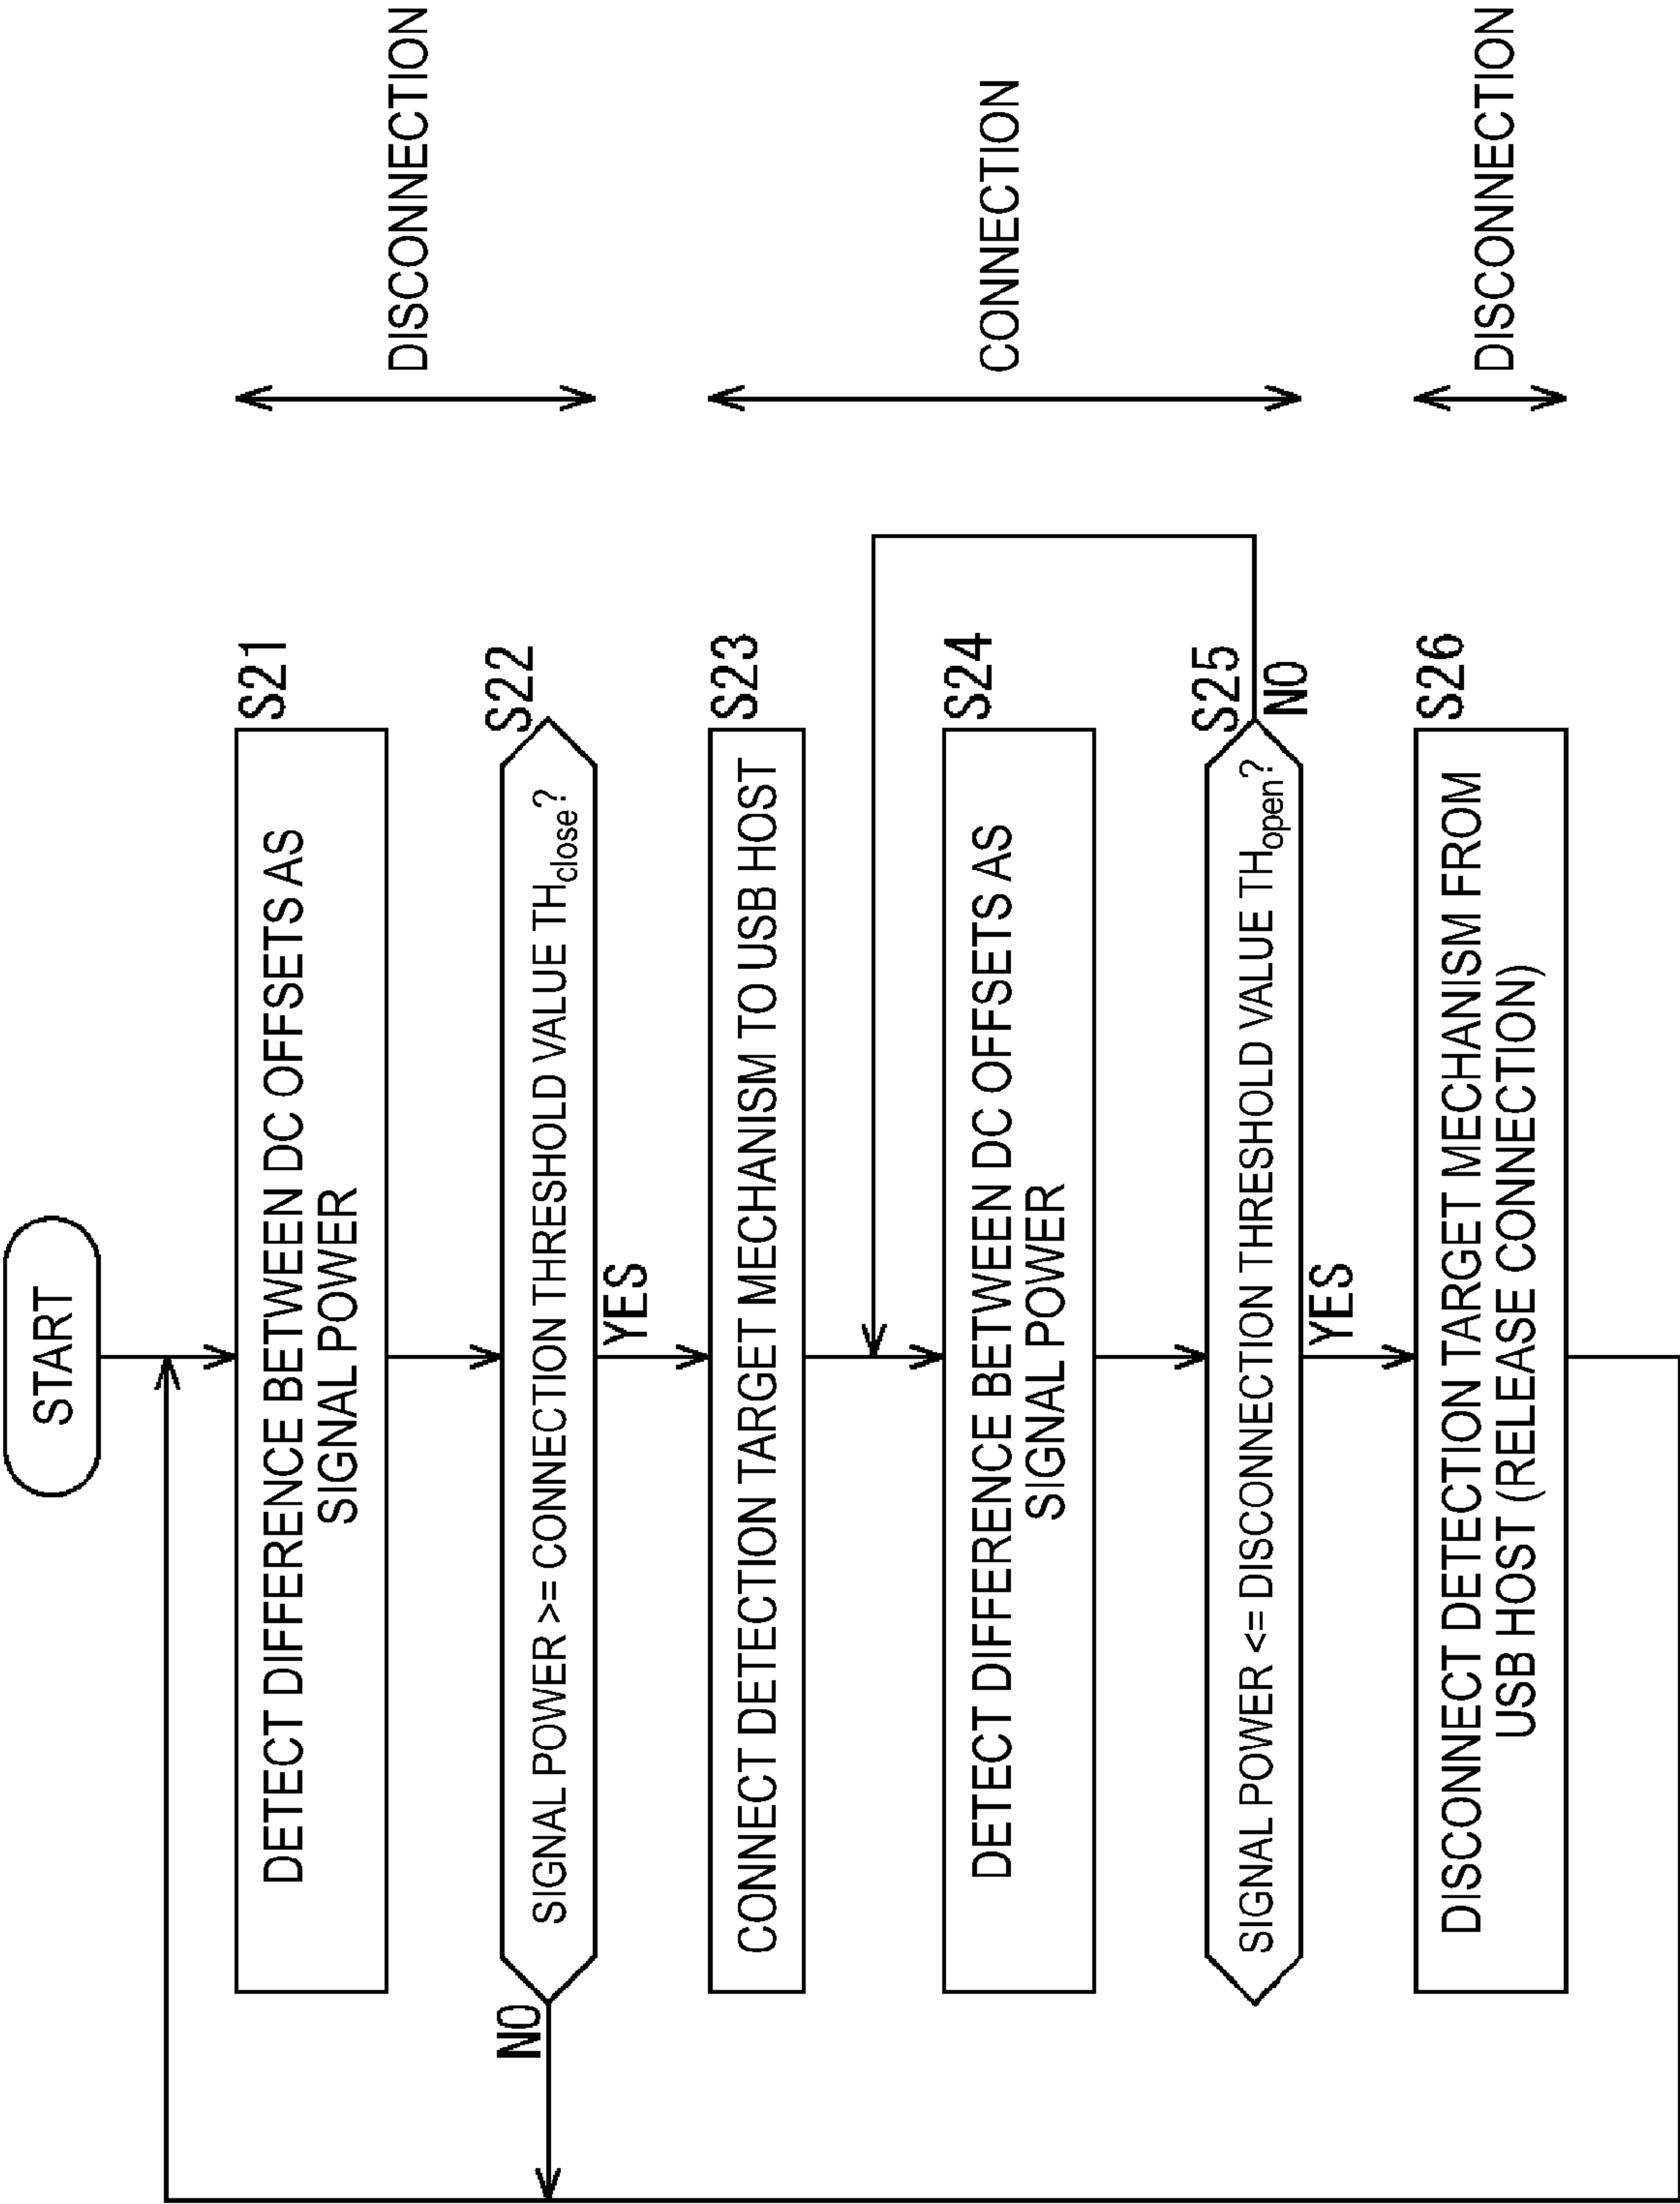 START
S21
DETECT DIFFERENCE BETWEEN DC OFFSETS AS
SIGNAL POWER
DISCONNECTION
S22
SIGNAL POWER >= CONNECTION THRESHOLD VALUE THclose?
NO
YES
S23
CONNECT DETECTION TARGET MECHANISM TO USB HOST
CONNECTION
S24
DETECT DIFFERENCE BETWEEN DC OFFSETS AS
SIGNAL POWER
S25
SIGNAL POWER <= DISCONNECTION THRESHOLD VALUE THopen?
NO
YES
S26
DISCONNECT DETECTION TARGET MECHANISM FROM
USB HOST (RELEASE CONNECTION)
DISCONNECTION